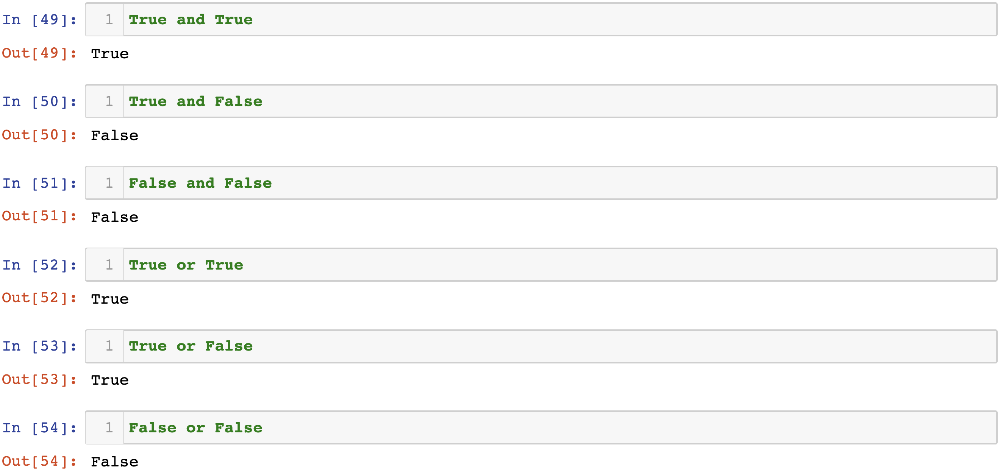 In [49]: 1 True and True
Out[49]: True
In [50]: 1 True and False
Out[50]: False
In [51]: 1 False and False
Out[51]: False
In [52]: 1 True or True
Out[52]: True
In [53]: 1 True or False
Out[53]: True
In [54]: 1 False or False
Out[54]: False